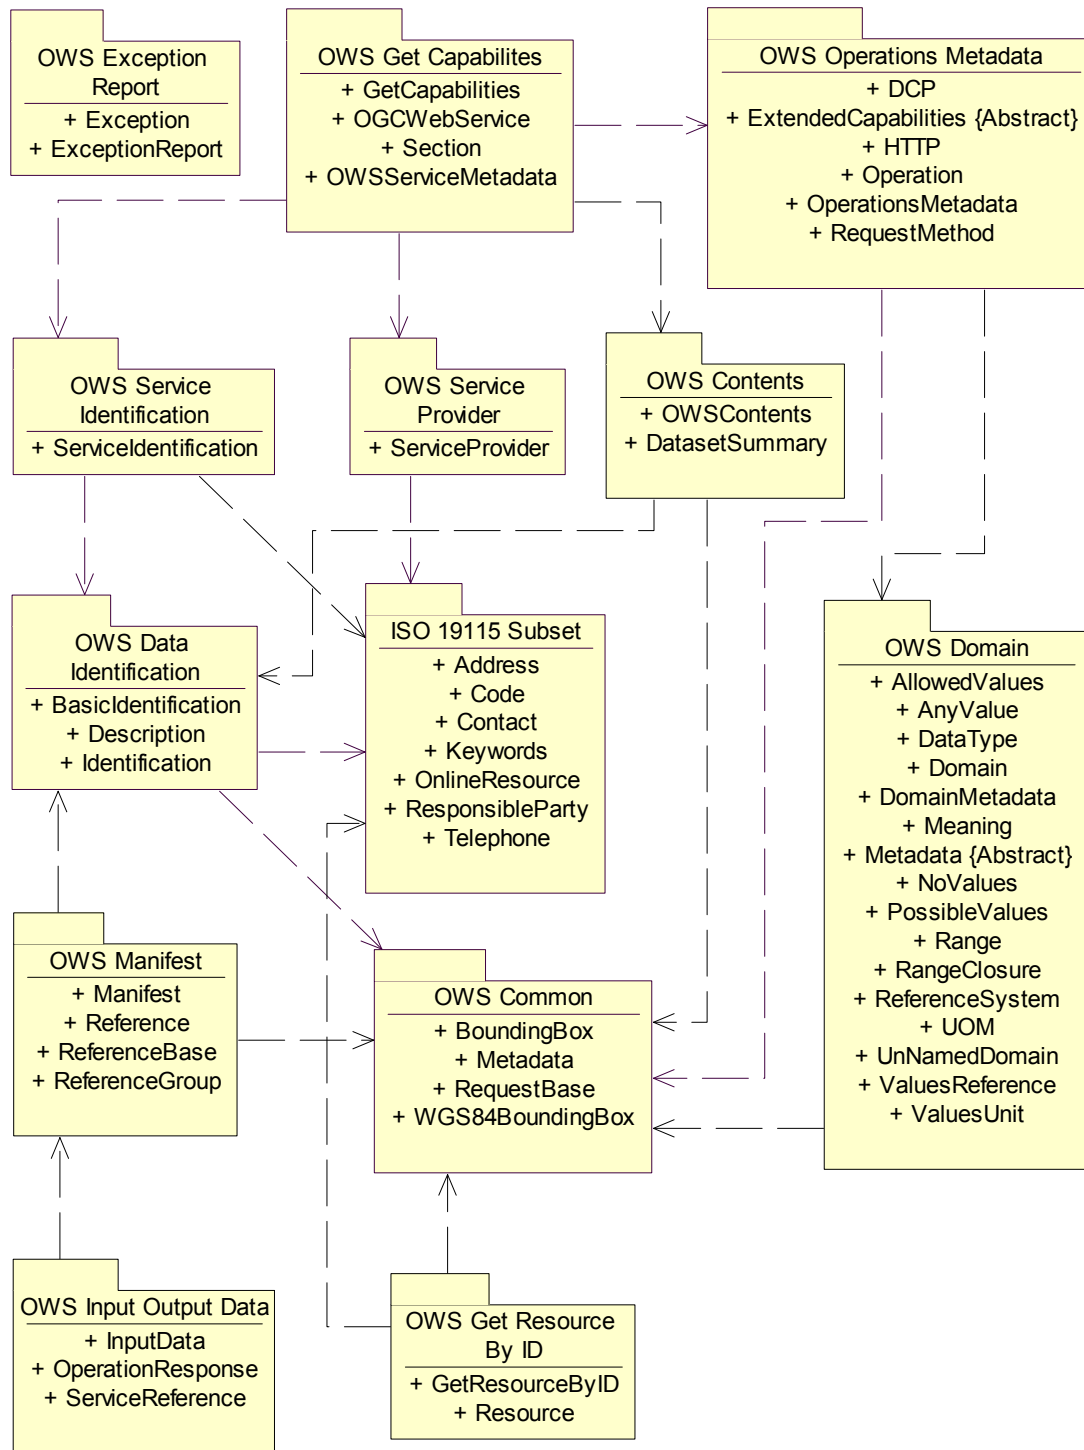 OWS Exception
Report
+ Exception
+ ExceptionReport
OWS Get Capabilites
+ GetCapabilities
+ OGCWebService
+ Section
+ OWSServiceMetadata
OWS Operations Metadata
+ DCP
+ ExtendedCapabilities {Abstract}
+ HTTP
+ Operation
+ OperationsMetadata
+ RequestMethod
OWS Service
Identification
+ ServiceIdentification
OWS Service
Provider
+ ServiceProvider
OWS Contents
+ OWSContents
+ DatasetSummary
OWS Data
Identification
+ BasicIdentification
+ Description
+ Identification
ISO 19115 Subset
+ Address
+ Code
+ Contact
+ Keywords
+ OnlineResource
+ ResponsibleParty
+ Telephone
OWS Domain
+ AllowedValues
+ AnyValue
+ DataType
+ Domain
+ DomainMetadata
+ Meaning
+ Metadata {Abstract}
+ NoValues
+ PossibleValues
+ Range
+ RangeClosure
+ ReferenceSystem
+ UOM
+ UnNamedDomain
+ ValuesReference
+ ValuesUnit
OWS Manifest
+ Manifest
+ Reference
+ ReferenceBase
+ ReferenceGroup
OWS Common
+ BoundingBox
+ Metadata
+ RequestBase
+ WGS84BoundingBox
OWS Input Output Data
+ InputData
+ OperationResponse
+ ServiceReference
OWS Get Resource
By ID
+ GetResourceByID
+ Resource